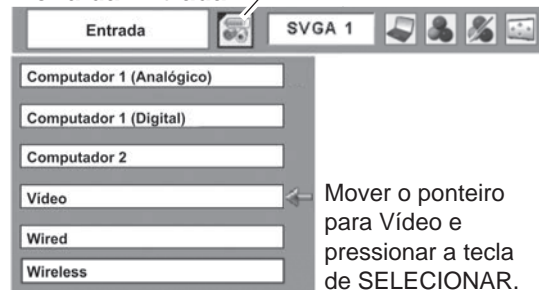 Entrada
SVGA 1
Computador 1 (Analógico)
Computador 1 (Digital)
Computador 2
Vídeo
Wired
Wireless
Mover o ponteiro
para Vídeo e
pressionar a tecla
de SELECIONAR.